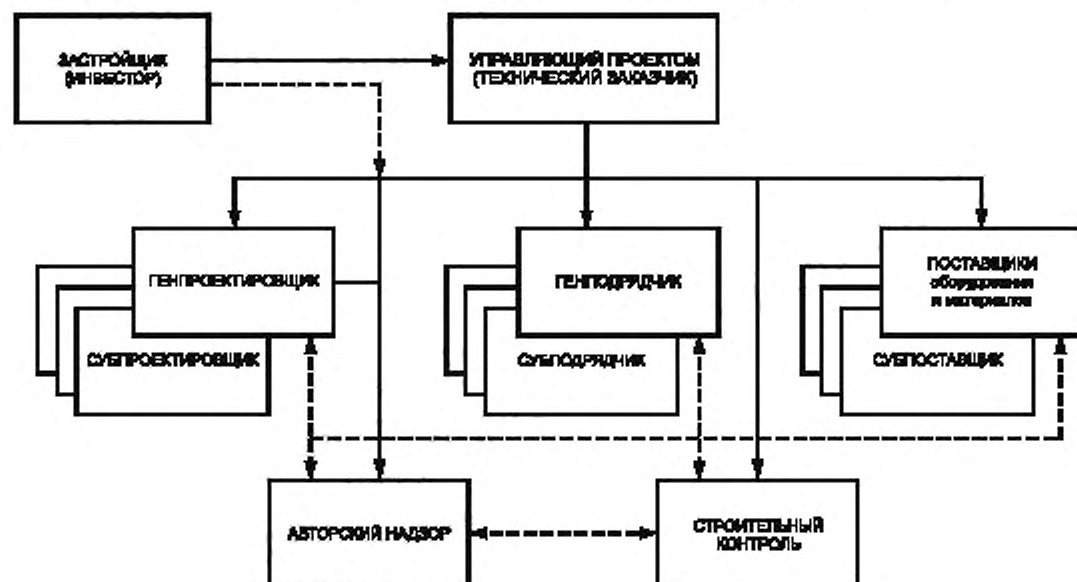 ЗАСТРОЙЩИК
(ИНВЕСТОР)
УПРАВЛЯЮЩИЙ ПРОЕКТОМ
(ТЕХНИЧЕСКИЙ ЗАКАЗЧИК)
ГЕНПРОЕКТИРОВЩИК
СУБПРОЕКТИРОВЩИК
ГЕНПОДРЯДЧИК
СУБПОДРЯДЧИК
ПОСТАВЩИКИ
оборудования
и материалов
СУБПОСТАВЩИК
АВТОРСКИЙ НАДЗОР
СТРОИТЕЛЬНЫЙ
КОНТРОЛЬ